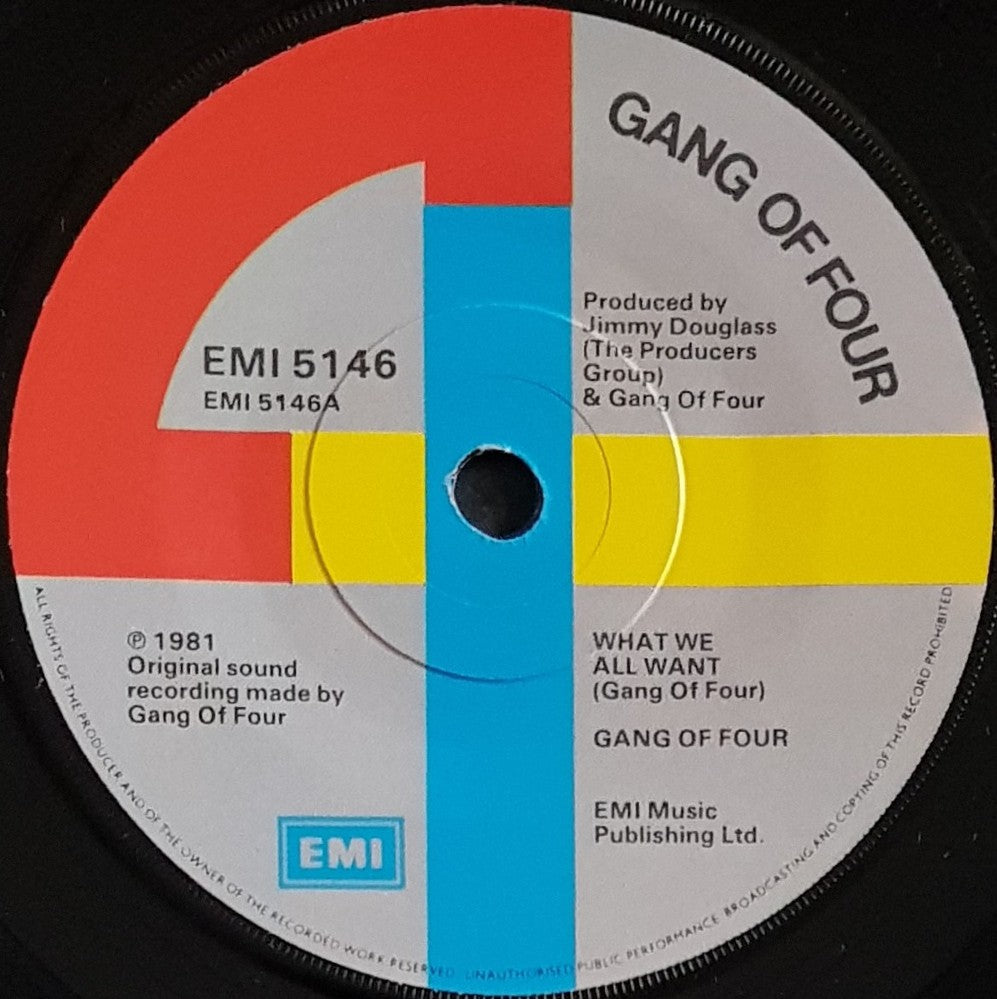 GANG OF FOUR
Produced by
Jimmy Douglass
(The Producers
Group)
& Gang Of Four
EMI 5146
EMI 5146A
℗ 1981
Original sound
recording made by
Gang Of Four
WHAT WE
ALL WANT
(Gang Of Four)
GANG OF FOUR
EMI Music
Publishing Ltd.
EMI
ALL RIGHTS OF THE PRODUCER AND OF THE OWNER OF THE RECORDED WORK RESERVED UNAUTHORISED PUBLIC PERFORMANCE BROADCASTING AND COPYING OF THIS RECORD PROHIBITED